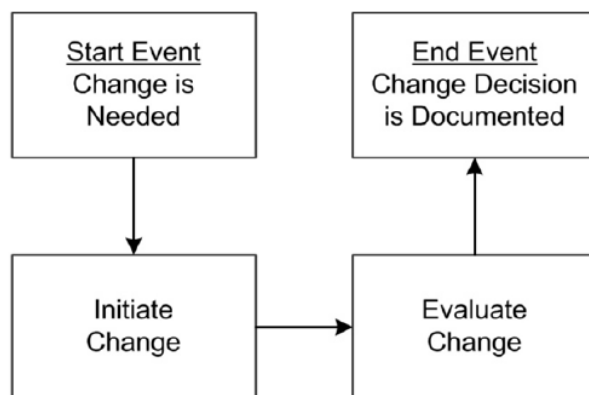 Start Event
Change is
Needed
End Event
Change Decision
is Documented
Initiate
Change
Evaluate
Change